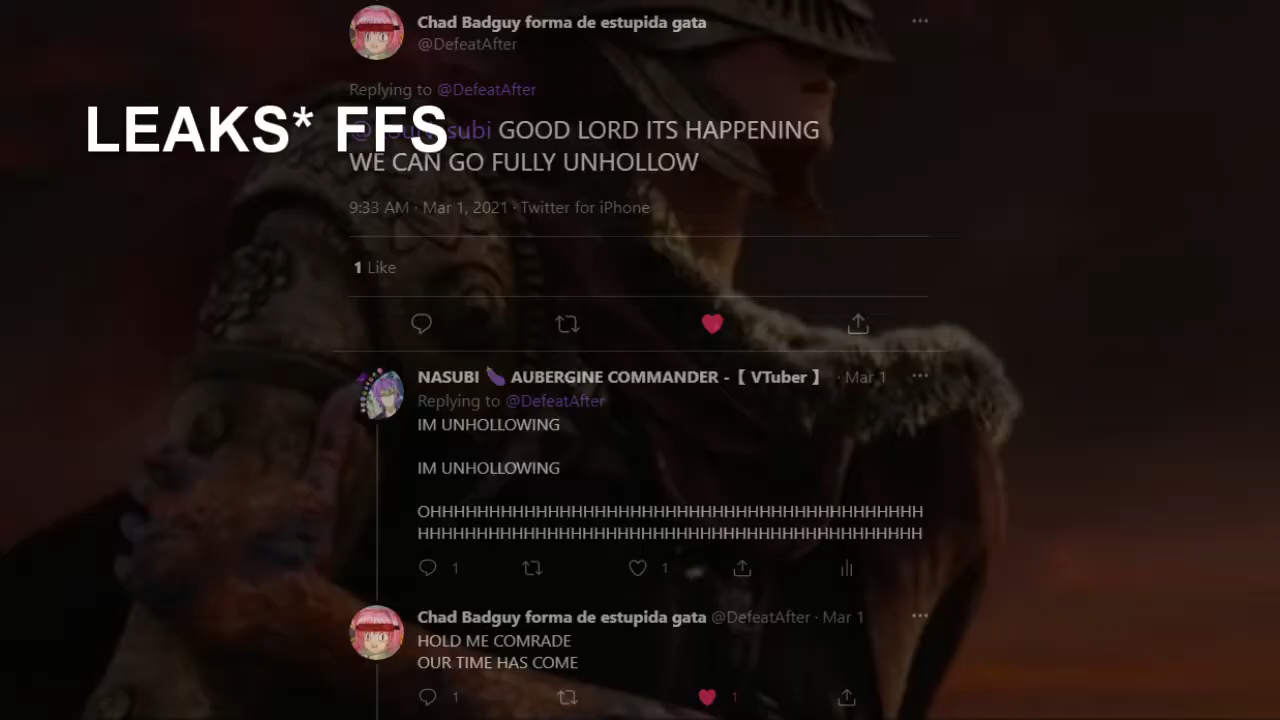 Chad Badguy forma de estupida gata
@DefeatAfter
Replying to @DefeatAfter
LEAKS* FFS
GOOD LORD ITS HAPPENING
WE CAN GO FULLY UNHOLLOW
9:33 AM · Mar 1, 2021 · Twitter for iPhone
1 Like
NASUBI 🍆 AUBERGINE COMMANDER -【 VTuber 】 · Mar 1
Replying to @DefeatAfter
IM UNHOLLOWING
IM UNHOLLOWING
OHHHHHHHHHHHHHHHHHHHHHHHHHHHHHHHHHHHHHHHHHH
HHHHHHHHHHHHHHHHHHHHHHHHHHHHHHHHHHHHHHHHHHH
1 1
Chad Badguy forma de estupida gata @DefeatAfter · Mar 1
HOLD ME COMRADE
OUR TIME HAS COME
1 1